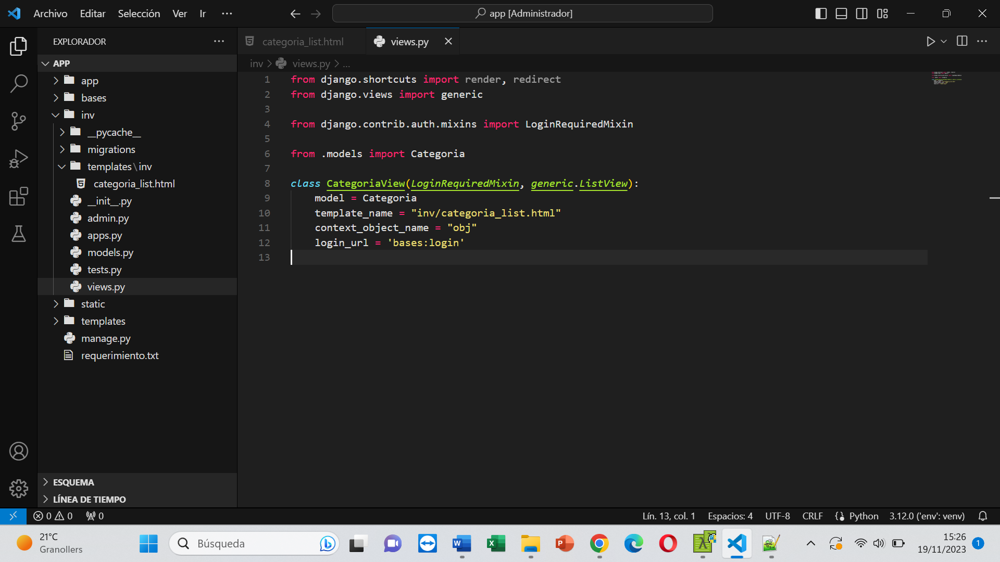 Archivo Editar Selección Ver Ir ··· app [Administrador]
EXPLORADOR ···
APP
app
bases
inv
__pycache__
migrations
templates\inv
categoria_list.html
__init__.py
admin.py
apps.py
models.py
tests.py
views.py
static
templates
manage.py
requerimiento.txt
ESQUEMA
LÍNEA DE TIEMPO
categoria_list.html views.py
inv > views.py > ...
1 from django.shortcuts import render, redirect
2 from django.views import generic
3
4 from django.contrib.auth.mixins import LoginRequiredMixin
5
6 from .models import Categoria
7
8 class CategoriaView(LoginRequiredMixin, generic.ListView):
9 model = Categoria
10 template_name = "inv/categoria_list.html"
11 context_object_name = "obj"
12 login_url = 'bases:login'
13
0 0 0 Lín. 13, col. 1 Espacios: 4 UTF-8 CRLF Python 3.12.0 ('env': venv)
21°C
Granollers
Búsqueda
15:26
19/11/2023
1